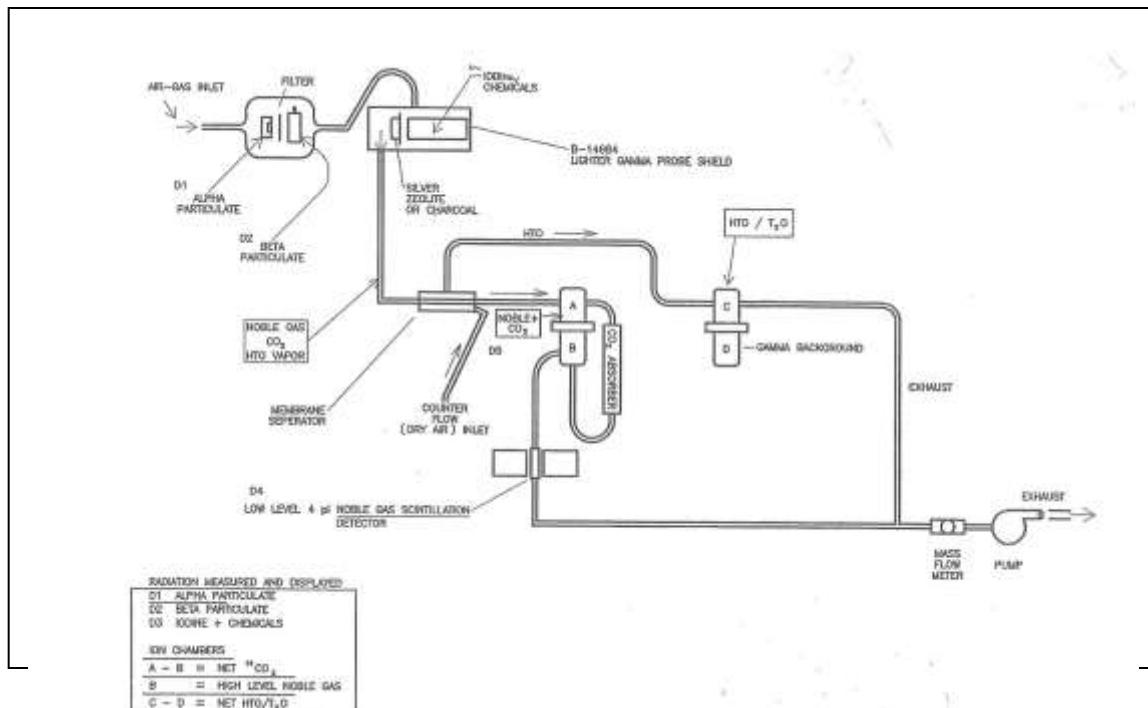 AIR-GAS INLET
FILTER
CHEMICALS
B-14884
LIGHTER GAMMA PROBE SHIELD
D1
ALPHA
PARTICULATE
SILVER
ZEOLITE
OR CHARCOAL
D2
BETA
PARTICULATE
HTO
HTO / T₂O
NOBLE GAS
CO₂
HTO VAPOR
A
NOBLE+
CO₂
B
CO₂ ABSORBER
C
D
GAMMA BACKGROUND
EXHAUST
MEMBRANE
SEPERATOR
COUNTER
FLOW
(DRY AIR) INLET
D4
LOW LEVEL 4 pi NOBLE GAS SCINTILLATION
DETECTOR
EXHAUST
MASS
FLOW
METER
PUMP
RADIATION MEASURED AND DISPLAYED
D1 ALPHA PARTICULATE
D2 BETA PARTICULATE
D3 IODINE + CHEMICALS
ION CHAMBERS
A - B = NET ¹⁴CO₂
B = HIGH LEVEL NOBLE GAS
C - D = NET HTO/T₂O